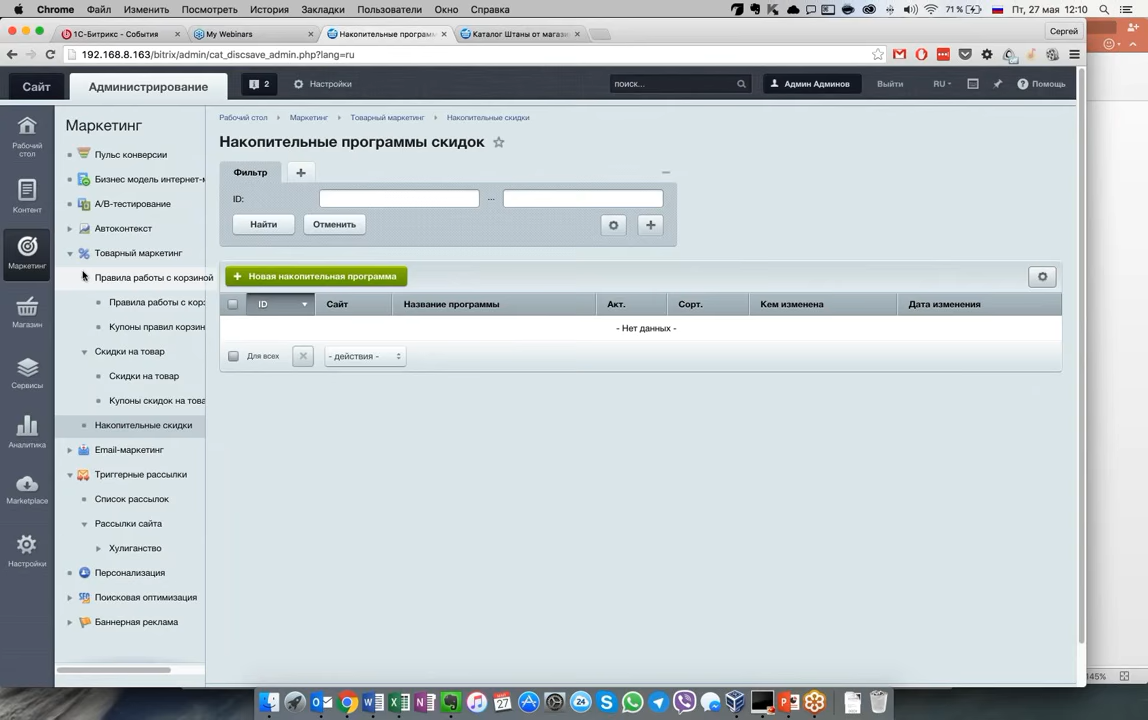 Chrome Файл Изменить Посмотреть История Закладки Пользователи Окно Справка 71 % Пт, 27 мая 12:10
1С-Битрикс - События My Webinars Накопительные програм Каталог Штаны от магази Сергей
192.168.8.163/bitrix/admin/cat_discsave_admin.php?lang=ru
Сайт Администрирование 2 Настройки поиск... Админ Админов Выйти RU Помощь
Рабочий стол
Контент
Маркетинг
Магазин
Сервисы
Аналитика
Marketplace
Настройки
Маркетинг
Пульс конверсии
Бизнес модель интернет-м
A/B-тестирование
Автоконтекст
Товарный маркетинг
Правила работы с корзиной
Правила работы с корз
Купоны правил корзин
Скидки на товар
Скидки на товар
Купоны скидок на това
Накопительные скидки
Email-маркетинг
Триггерные рассылки
Список рассылок
Рассылки сайта
Хулиганство
Персонализация
Поисковая оптимизация
Баннерная реклама
Рабочий стол Маркетинг Товарный маркетинг Накопительные скидки
Накопительные программы скидок
Фильтр +
ID: ...
Найти Отменить
+ Новая накопительная программа
ID Сайт Название программы Акт. Сорт. Кем изменена Дата изменения
- Нет данных -
Для всех - действия -
145%